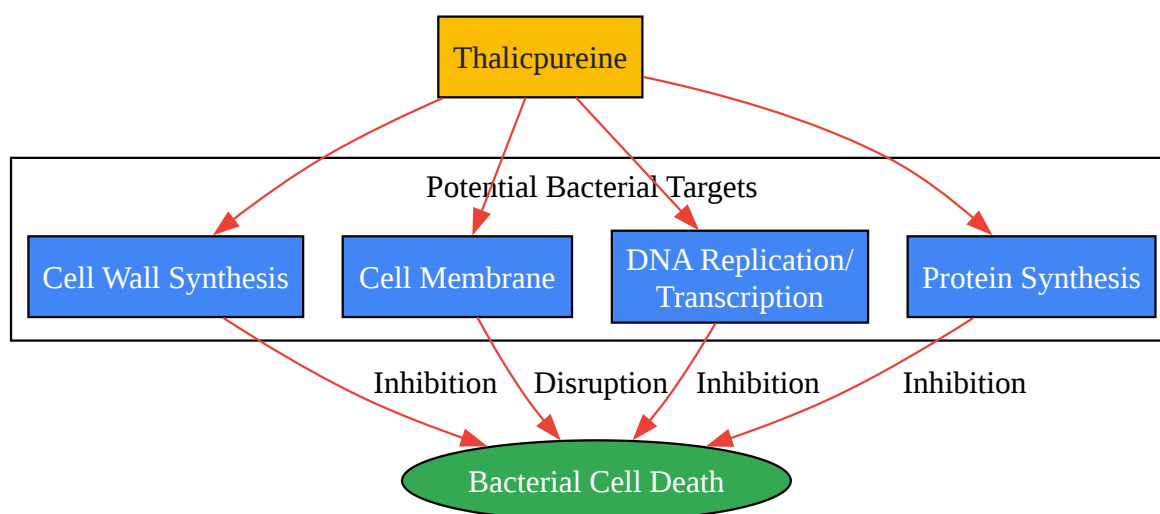 Thalicpureine
Potential Bacterial Targets
Cell Wall Synthesis
Cell Membrane
DNA Replication/
Transcription
Protein Synthesis
Inhibition
Disruption
Inhibition
Inhibition
Bacterial Cell Death